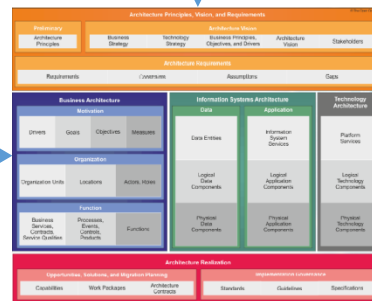 Architecture Principles, Vision, and Requirements
Preliminary
Architecture Vision
Architecture
Principles
Business
Strategy
Technology
Strategy
Business Principles,
Objectives, and Drivers
Architecture
Vision
Stakeholders
Architecture Requirements
Requirements
Constraints
Assumptions
Gaps
Business Architecture
Motivation
Drivers
Goals
Objectives
Measures
Organization
Organization Units
Locations
Actors, Roles
Function
Business
Services,
Contracts,
Service Qualities
Processes,
Events,
Controls,
Products
Functions
Information Systems Architecture
Data
Application
Data Entities
Information
System
Services
Logical
Data
Components
Logical
Application
Components
Physical
Data
Components
Physical
Application
Components
Technology
Architecture
Platform
Services
Logical
Technology
Components
Physical
Technology
Components
Architecture Realization
Opportunities, Solutions, and Migration Planning
Implementation Governance
Capabilities
Work Packages
Architecture
Contracts
Standards
Guidelines
Specifications